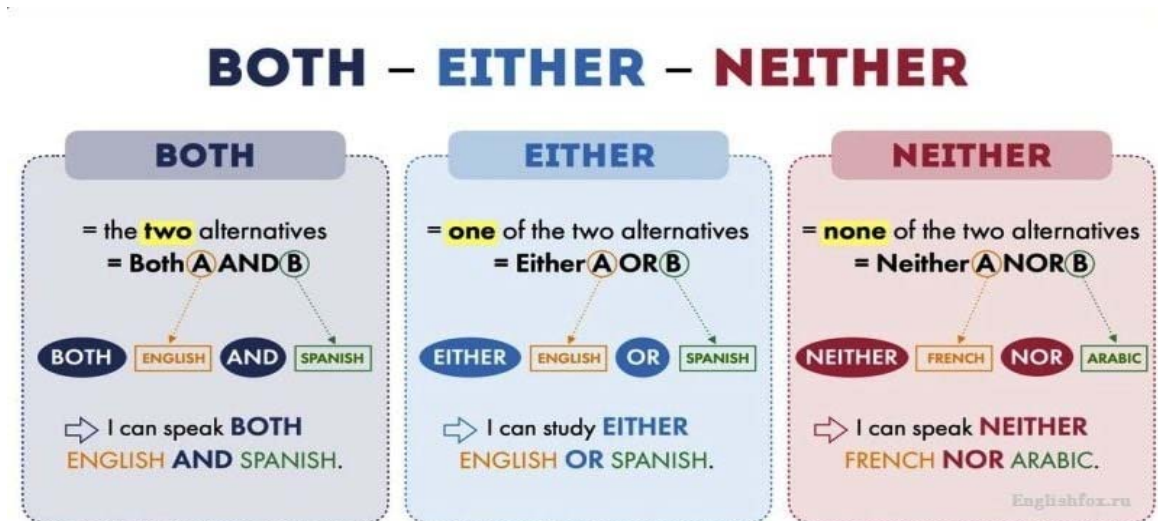 BOTH – EITHER – NEITHER
BOTH
= the two alternatives
= Both A AND B
BOTH ENGLISH AND SPANISH
⇨ I can speak BOTH
ENGLISH AND SPANISH.
EITHER
= one of the two alternatives
= Either A OR B
EITHER ENGLISH OR SPANISH
⇨ I can study EITHER
ENGLISH OR SPANISH.
NEITHER
= none of the two alternatives
= Neither A NOR B
NEITHER FRENCH NOR ARABIC
⇨ I can speak NEITHER
FRENCH NOR ARABIC.
Englishfox.ru